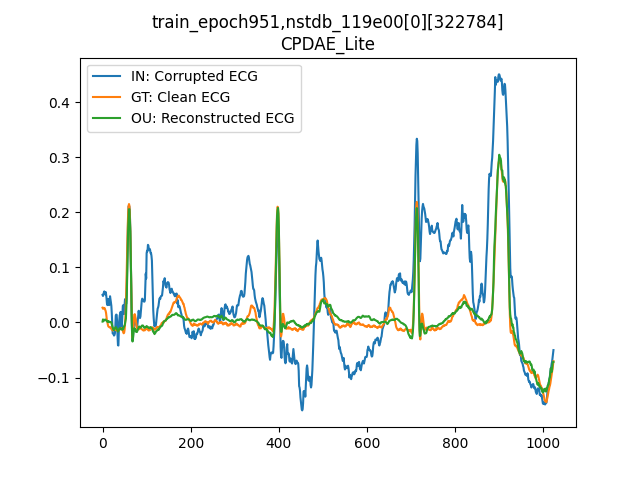 train_epoch951,nstdb_119e00[0][322784]
CPDAE_Lite
IN: Corrupted ECG
GT: Clean ECG
OU: Reconstructed ECG
0.4
0.3
0.2
0.1
0.0
−0.1
0 200 400 600 800 1000